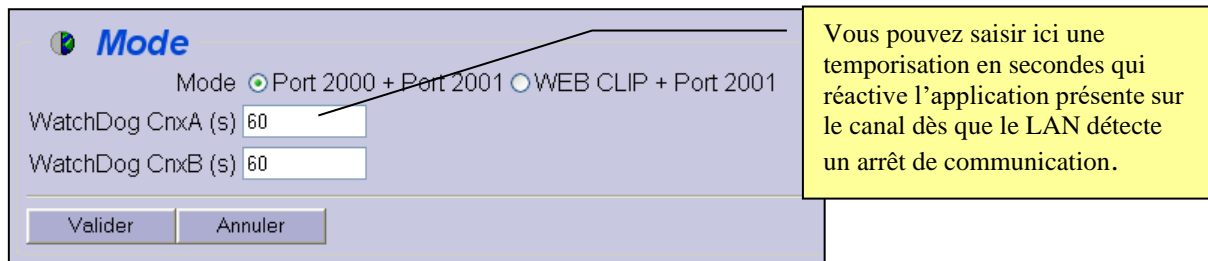 Mode
Mode Port 2000 + Port 2001 WEB CLIP + Port 2001
WatchDog CnxA (s) 60
WatchDog CnxB (s) 60
Valider Annuler
Vous pouvez saisir ici une
temporisation en secondes qui
réactive l'application présente sur
le canal dès que le LAN détecte
un arrêt de communication.